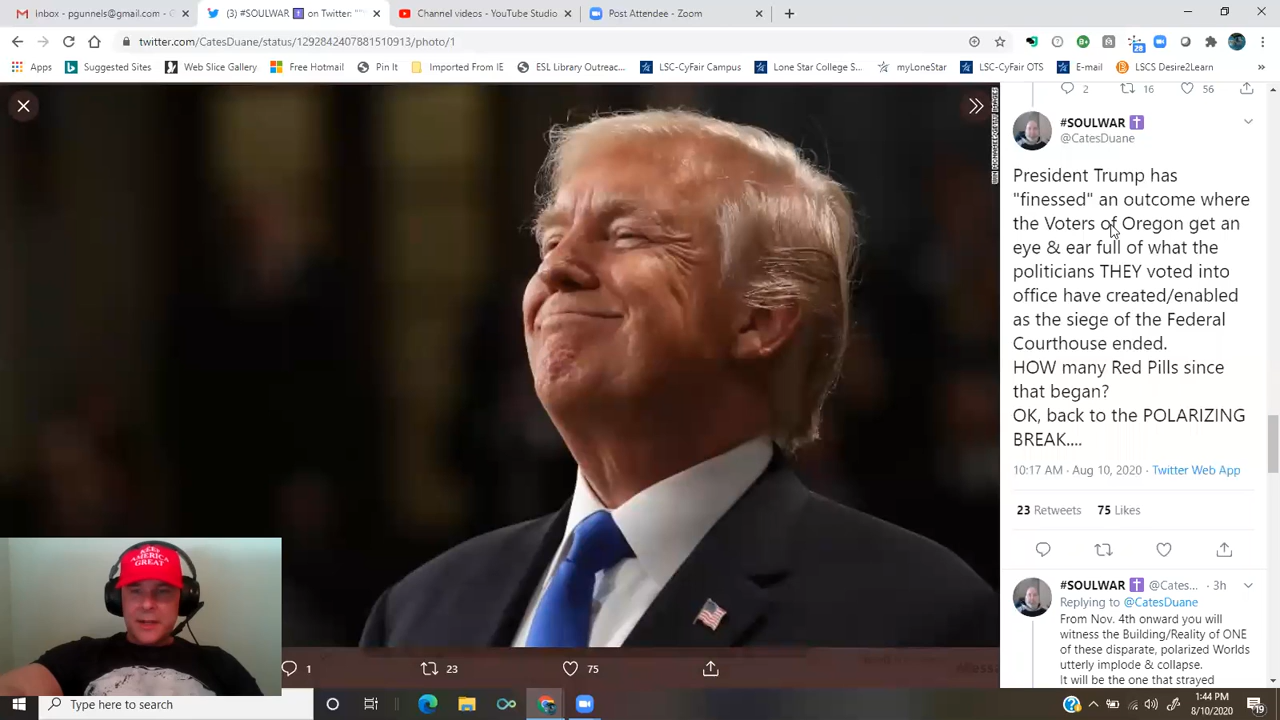 Inbox - pgunnels@gmail.com - G
(3) #SOULWAR ✝ on Twitter: "
Channel videos - YouTube Studio
Post Attendee - Zoom
twitter.com/CatesDuane/status/1292842407881510913/photo/1
28
Apps
Suggested Sites
Web Slice Gallery
Free Hotmail
Pin It
Imported From IE
ESL Library Outreac...
LSC-CyFair Campus
Lone Star College S...
myLoneStar
LSC-CyFair OTS
E-mail
LSCS Desire2Learn
2
16
56
#SOULWAR ✝
@CatesDuane
President Trump has
"finessed" an outcome where
the Voters of Oregon get an
eye & ear full of what the
politicians THEY voted into
office have created/enabled
as the siege of the Federal
Courthouse ended.
HOW many Red Pills since
that began?
OK, back to the POLARIZING
BREAK....
10:17 AM · Aug 10, 2020 · Twitter Web App
23 Retweets 75 Likes
#SOULWAR ✝ @Cates... · 3h
Replying to @CatesDuane
From Nov. 4th onward you will
witness the Building/Reality of ONE
of these disparate, polarized Worlds
utterly implode & collapse.
It will be the one that strayed
KEEP
AMERICA
GREAT
1
23
75
Type here to search
1:44 PM
8/10/2020
19